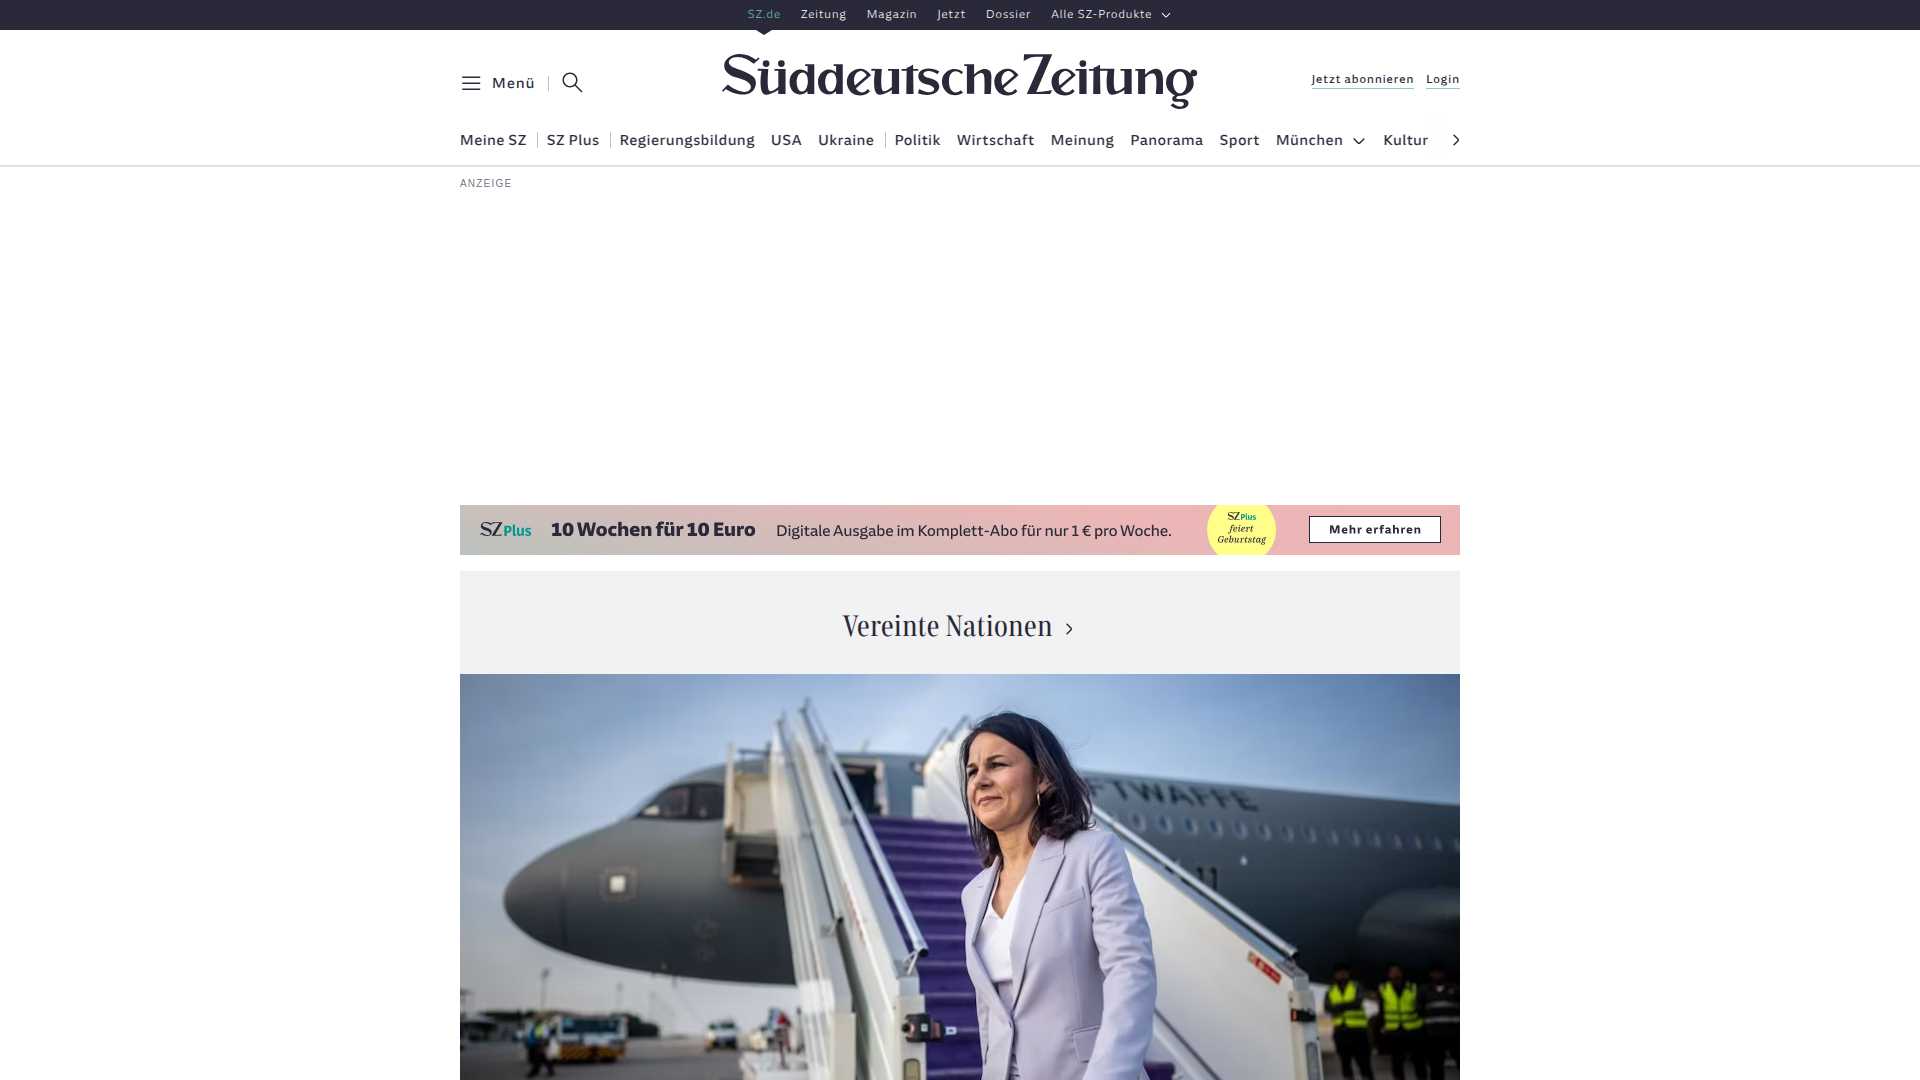 SZ.de Zeitung Magazin Jetzt Dossier Alle SZ-Produkte
Menü
Süddeutsche Zeitung
Jetzt abonnieren Login
Meine SZ SZ Plus Regierungsbildung USA Ukraine Politik Wirtschaft Meinung Panorama Sport München Kultur
ANZEIGE
SZ Plus 10 Wochen für 10 Euro Digitale Ausgabe im Komplett-Abo für nur 1 € pro Woche.
SZ Plus
feiert
Geburtstag
Mehr erfahren
Vereinte Nationen